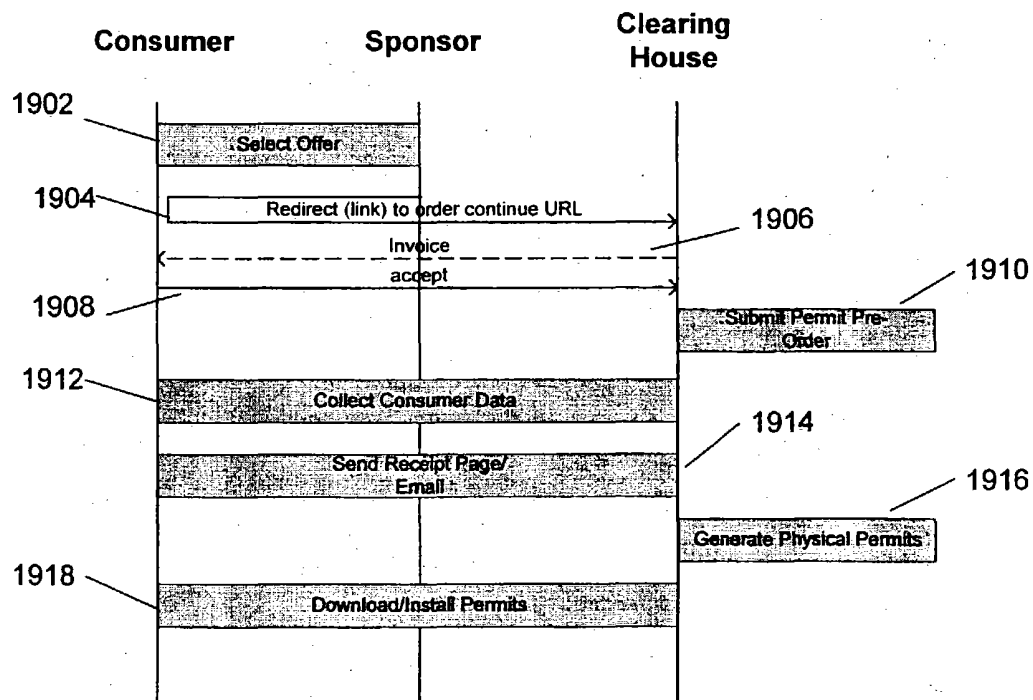 Consumer
Sponsor
Clearing
House
1902
Select Offer
1904
Redirect (link) to order continue URL
1906
Invoice
accept
1908
1910
Submit Permit Pre-
Order
1912
Collect Consumer Data
1914
Send Receipt Page/
Email
1916
Generate Physical Permits
1918
Download/Install Permits